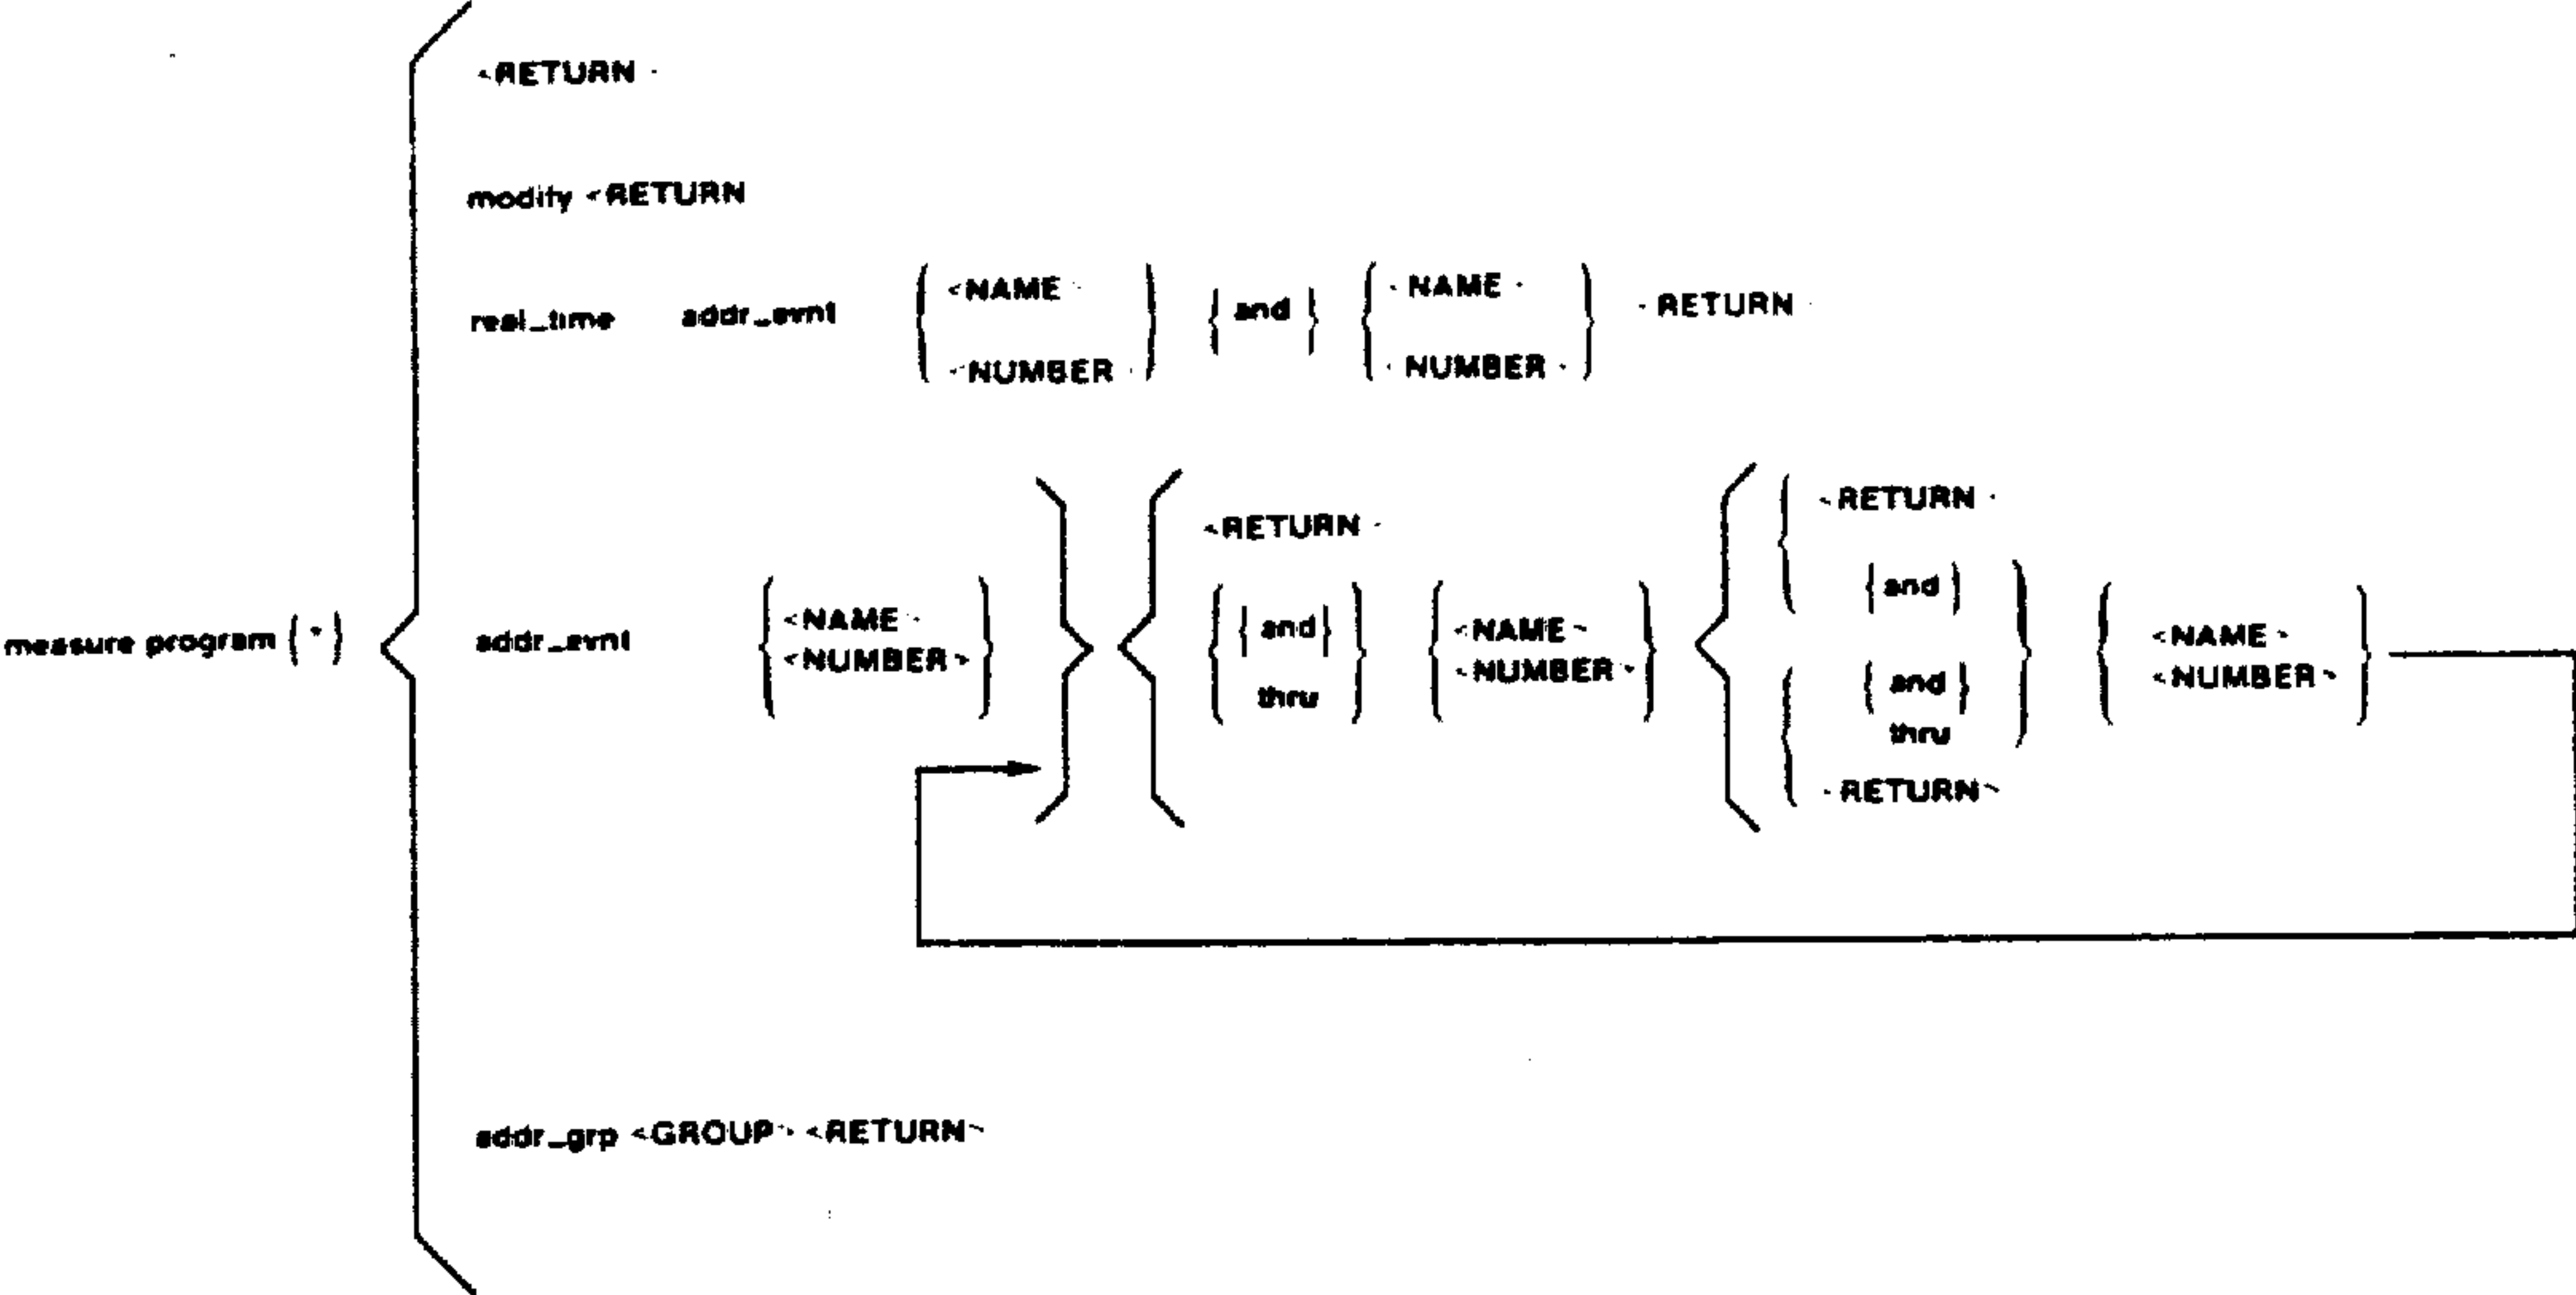 <RETURN>
modify <RETURN
real_time addr_evnt { <NAME> <NUMBER> } { and } { <NAME> <NUMBER> } <RETURN>
measure program (*)
addr_evnt { <NAME> <NUMBER> }
<RETURN>
{ and } thru
{ <NAME> <NUMBER> }
<RETURN>
{ and }
{ and }
thru
<RETURN>
{ <NAME> <NUMBER> }
addr_grp <GROUP> <RETURN>